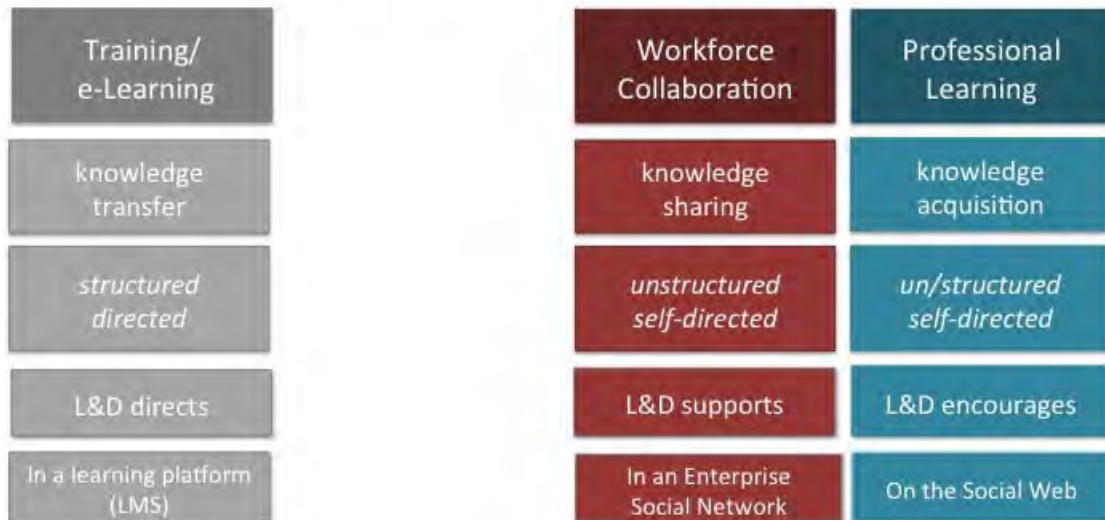 Training/
e-Learning
Workforce
Collaboration
Professional
Learning
knowledge
transfer
knowledge
sharing
knowledge
acquisition
structured
directed
unstructured
self-directed
un/structured
self-directed
L&D directs
L&D supports
L&D encourages
In a learning platform
(LMS)
In an Enterprise
Social Network
On the Social Web